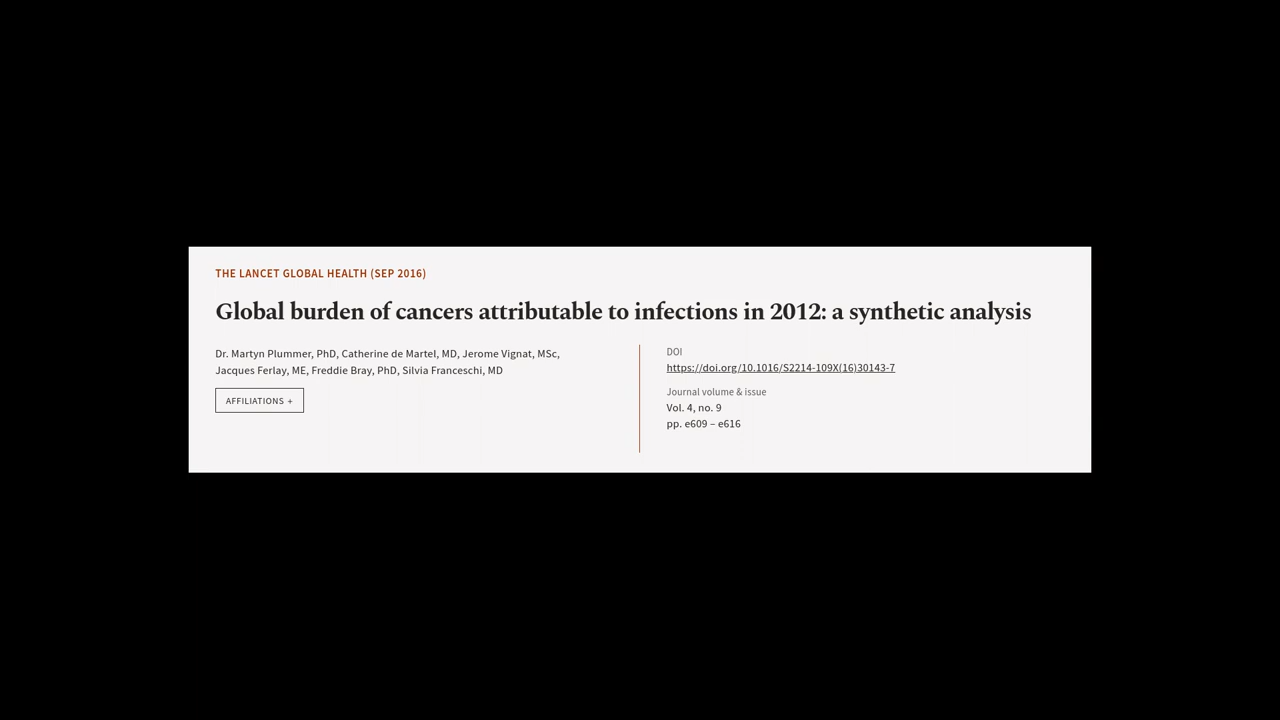 THE LANCET GLOBAL HEALTH (SEP 2016)
Global burden of cancers attributable to infections in 2012: a synthetic analysis
Dr. Martyn Plummer, PhD, Catherine de Martel, MD, Jerome Vignat, MSc,
Jacques Ferlay, ME, Freddie Bray, PhD, Silvia Franceschi, MD
AFFILIATIONS +
DOI
https://doi.org/10.1016/S2214-109X(16)30143-7
Journal volume & issue
Vol. 4, no. 9
pp. e609 – e616